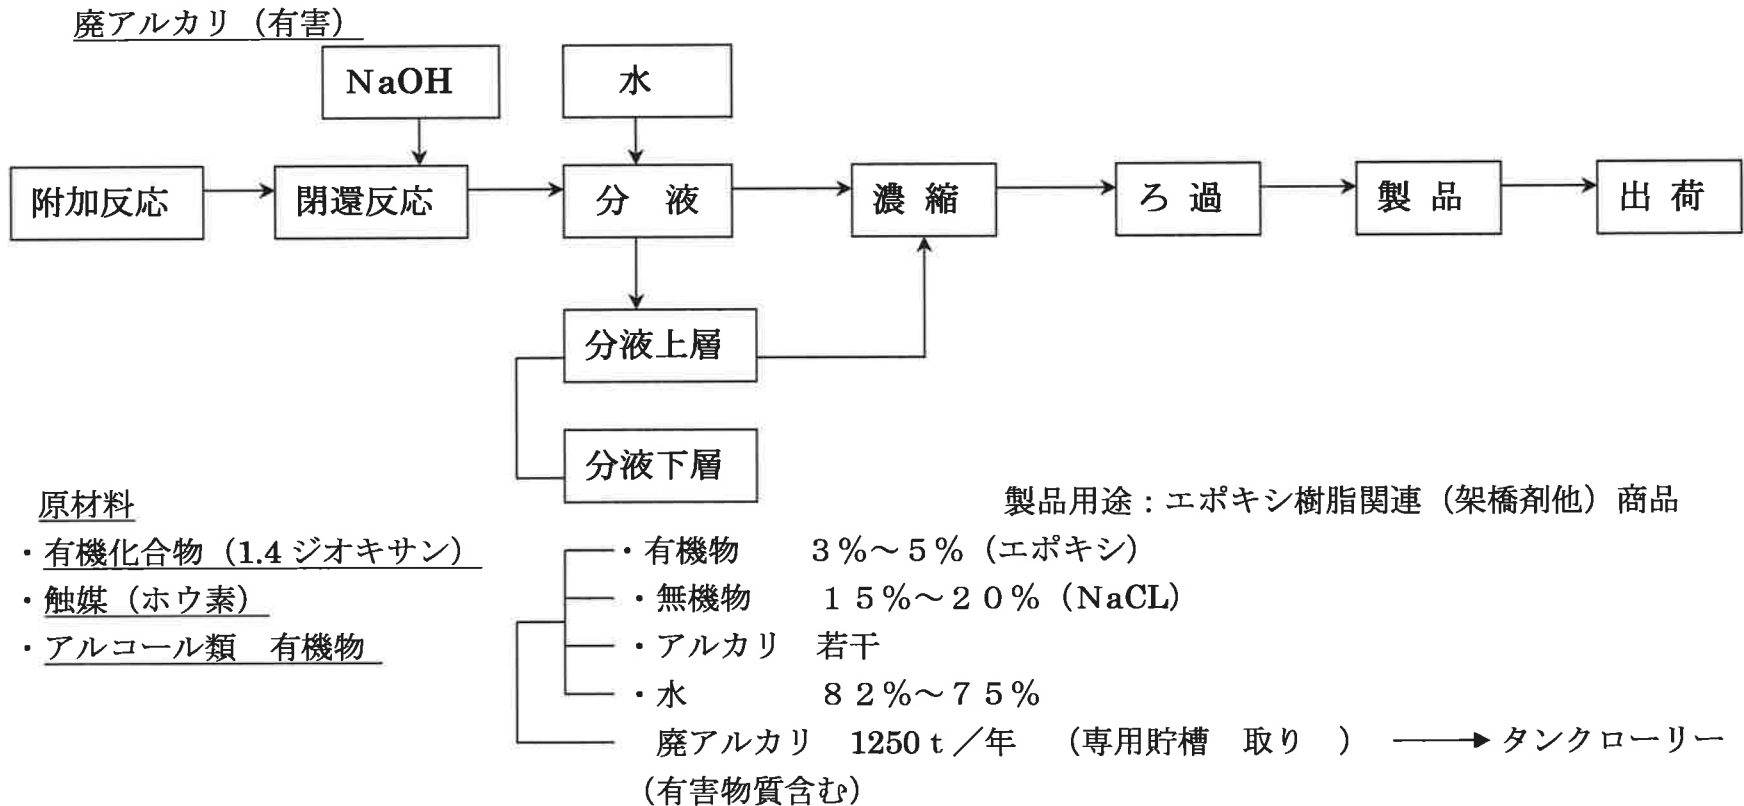 廃アルカリ（有害）
NaOH
水
附加反応
閉還反応
分　液
濃 縮
ろ 過
製 品
出 荷
分液上層
分液下層
原材料
製品用途：エポキシ樹脂関連（架橋剤他）商品
・有機化合物（1.4 ジオキサン）
・触媒（ホウ素）
・アルコール類　有機物
・有機物　　３％～５％（エポキシ）
・無機物　　１５％～２０％（NaCL）
・アルカリ　若干
・水　　　　８２％～７５％
廃アルカリ　1250ｔ／年　（専用貯槽　取り　）　タンクローリー
（有害物質含む）